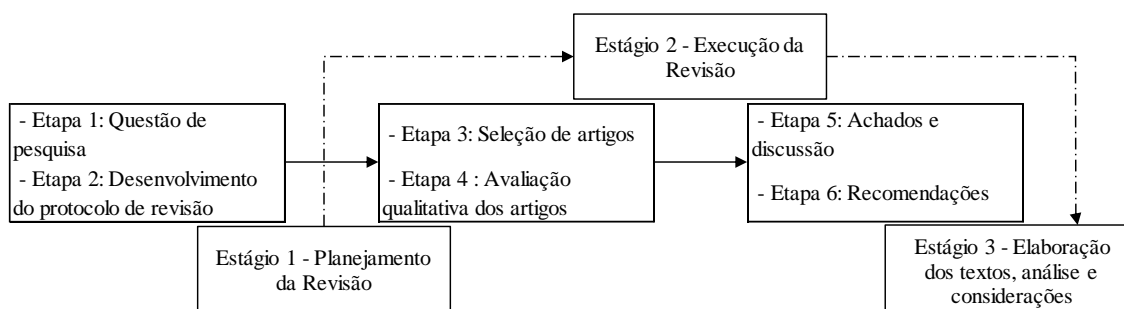 Estágio 2 - Execução da
Revisão
- Etapa 1: Questão de
pesquisa
- Etapa 2: Desenvolvimento
do protocolo de revisão
- Etapa 3: Seleção de artigos
- Etapa 4 : Avaliação
qualitativa dos artigos
- Etapa 5: Achados e
discussão
- Etapa 6: Recomendações
Estágio 1 - Planejamento
da Revisão
Estágio 3 - Elaboração
dos textos, análise e
considerações